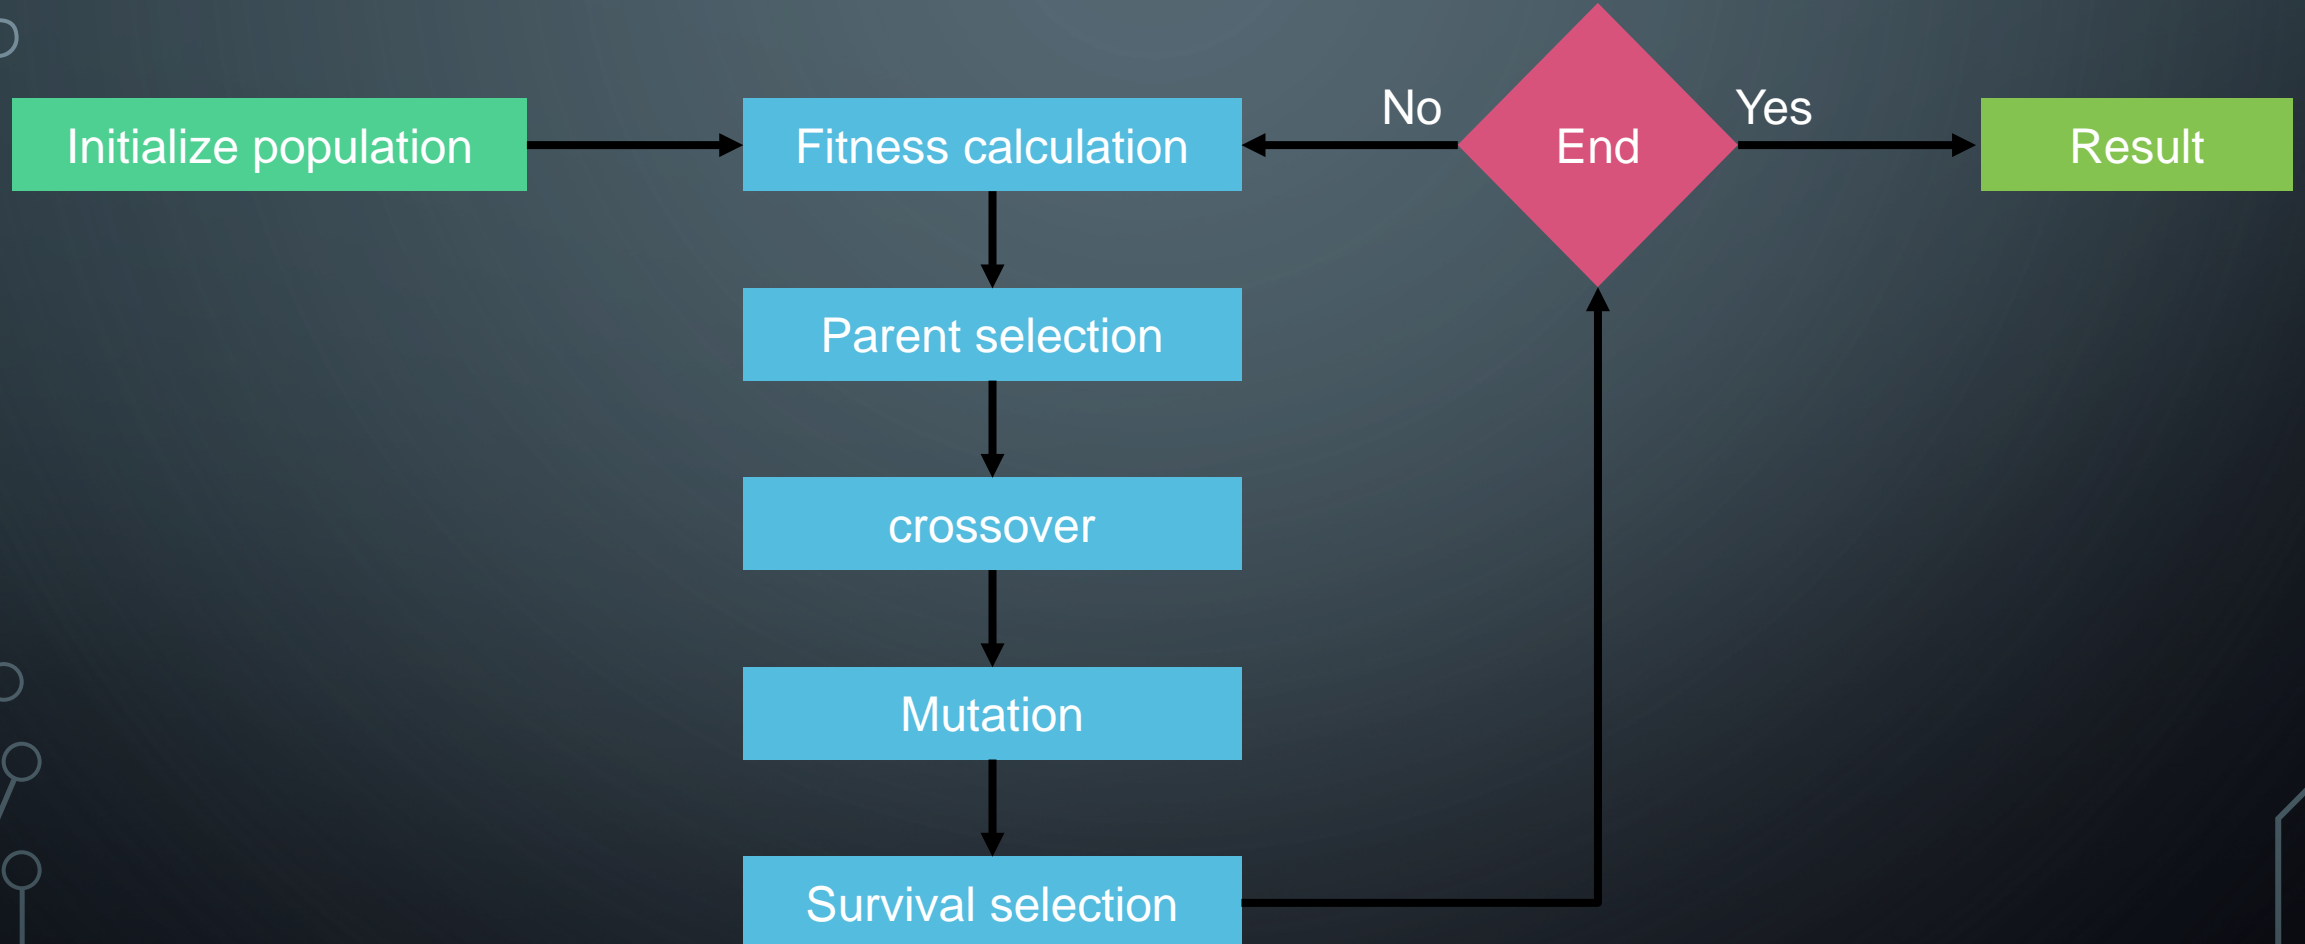 Initialize population
Fitness calculation
No
End
Yes
Result
Parent selection
crossover
Mutation
Survival selection